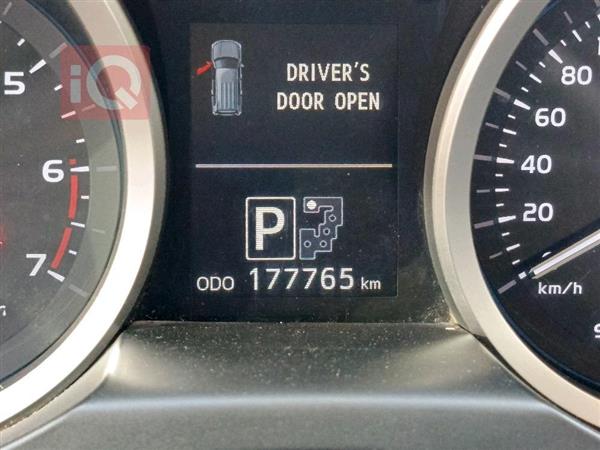 iQ
5
6
7
DRIVER'S
DOOR OPEN
P
ODO 177765 km
80
60
40
20
km/h